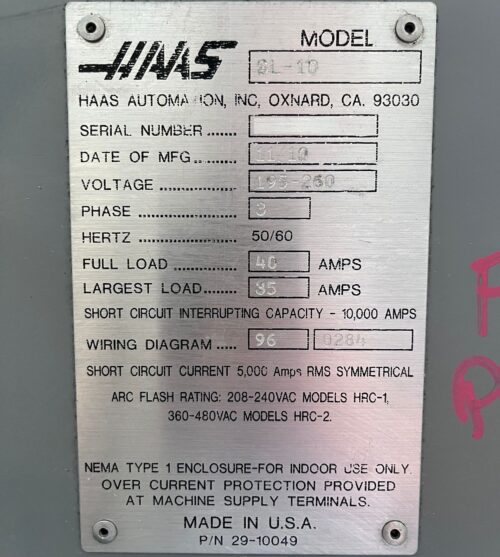 HAAS
MODEL SL-10
HAAS AUTOMATION, INC, OXNARD, CA. 93030
SERIAL NUMBER .......
DATE OF MFG.. 11/10
VOLTAGE ................. 195-260
PHASE ..................... 3
HERTZ ..................... 50/60
FULL LOAD ............. 40 AMPS
LARGEST LOAD....... 35 AMPS
SHORT CIRCUIT INTERRUPTING CAPACITY - 10,000 AMPS
WIRING DIAGRAM ..... 96 0284
SHORT CIRCUIT CURRENT 5,000 Amps RMS SYMMETRICAL
ARC FLASH RATING: 208-240VAC MODELS HRC-1,
360-480VAC MODELS HRC-2.
NEMA TYPE 1 ENCLOSURE-FOR INDOOR USE ONLY.
OVER CURRENT PROTECTION PROVIDED
AT MACHINE SUPPLY TERMINALS.
MADE IN U.S.A.
P/N 29-10049
F
P